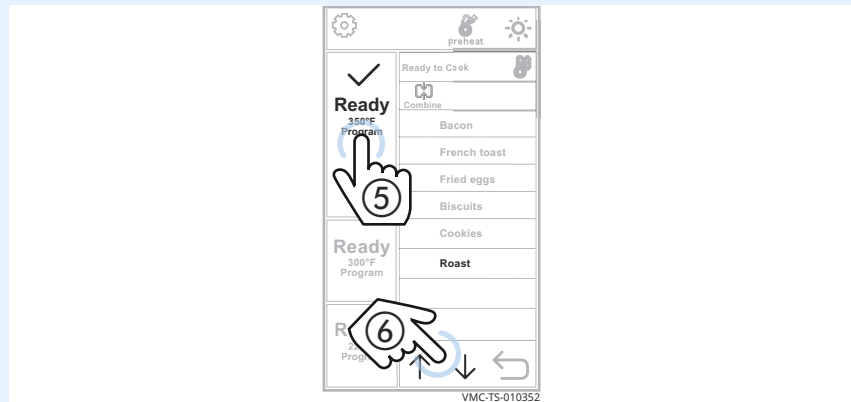 preheat
Ready to Cook
Combine
Ready
350°F
Program
Bacon
French toast
Fried eggs
Biscuits
Cookies
Roast
5
Ready
300°F
Program
6
VMC-TS-010352